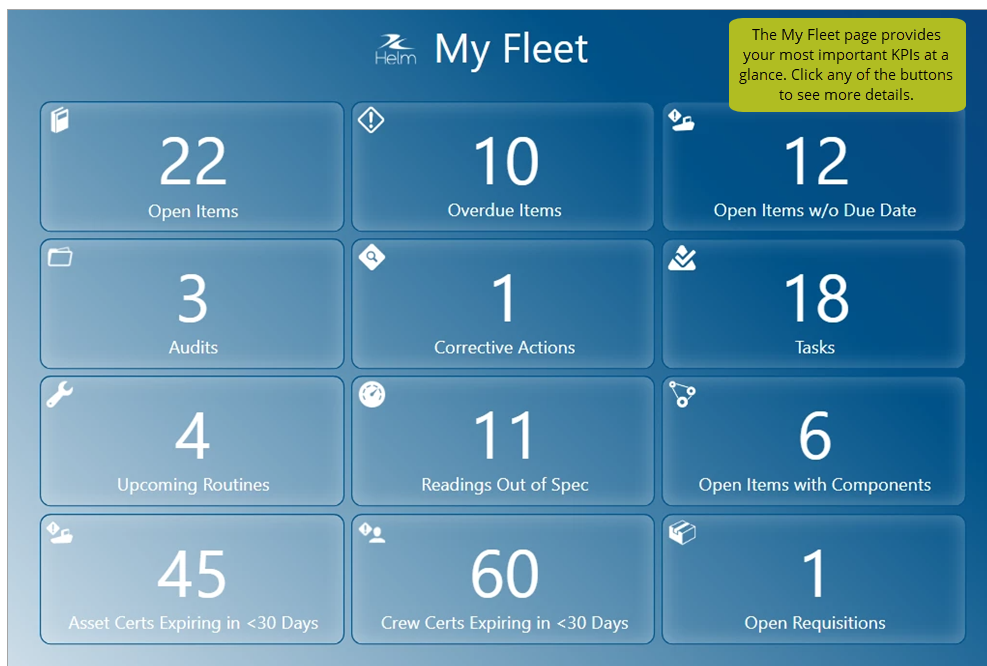 Helm
My Fleet
The My Fleet page provides
your most important KPIs at a
glance. Click any of the buttons
to see more details.
22
Open Items
10
Overdue Items
12
Open Items w/o Due Date
3
Audits
1
Corrective Actions
18
Tasks
4
Upcoming Routines
11
Readings Out of Spec
6
Open Items with Components
45
Asset Certs Expiring in <30 Days
60
Crew Certs Expiring in <30 Days
1
Open Requisitions